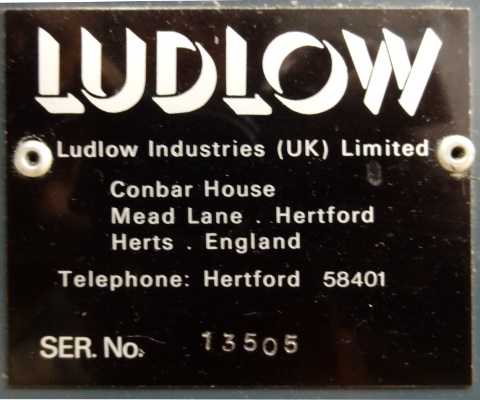 LUDLOW
Ludlow Industries (UK) Limited
Conbar House
Mead Lane . Hertford
Herts . England
Telephone: Hertford 58401
SER. No. 13505